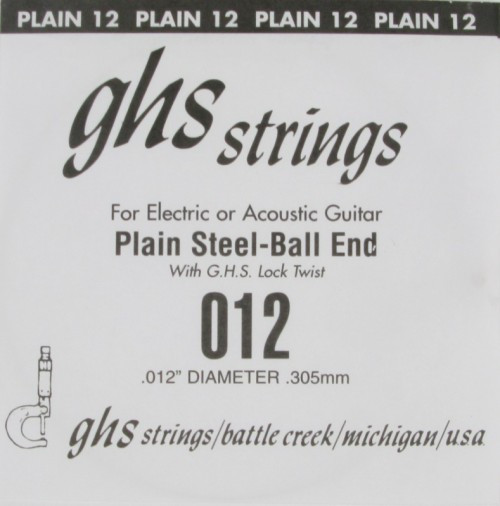 PLAIN 12 PLAIN 12 PLAIN 12 PLAIN 12
ghs strings
For Electric or Acoustic Guitar
Plain Steel-Ball End
With G.H.S. Lock Twist
012
.012" DIAMETER .305mm
ghs strings/battle creek/michigan/usa